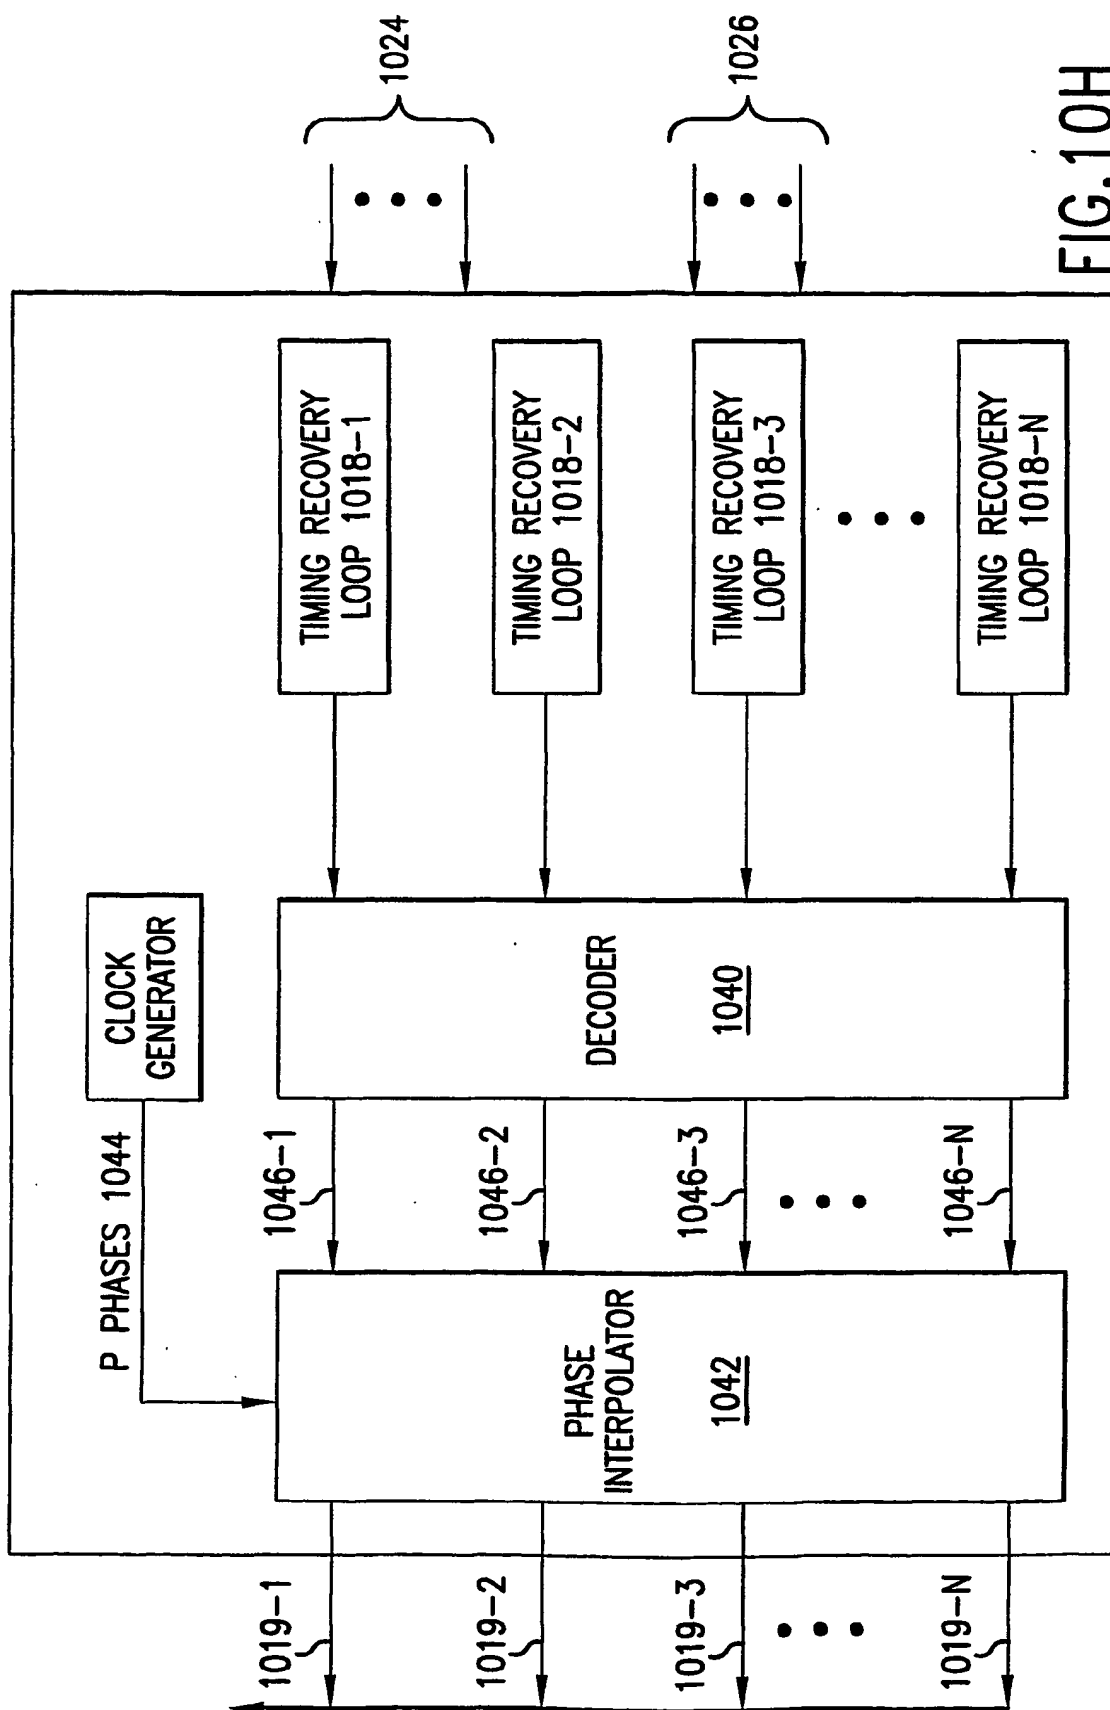 1024
1026
FIG.10H
TIMING RECOVERY
LOOP 1018-1
TIMING RECOVERY
LOOP 1018-2
TIMING RECOVERY
LOOP 1018-3
TIMING RECOVERY
LOOP 1018-N
CLOCK
GENERATOR
DECODER
1040
P PHASES 1044
1046-1
1046-2
1046-3
1046-N
PHASE
INTERPOLATOR
1042
1019-1
1019-2
1019-3
1019-N